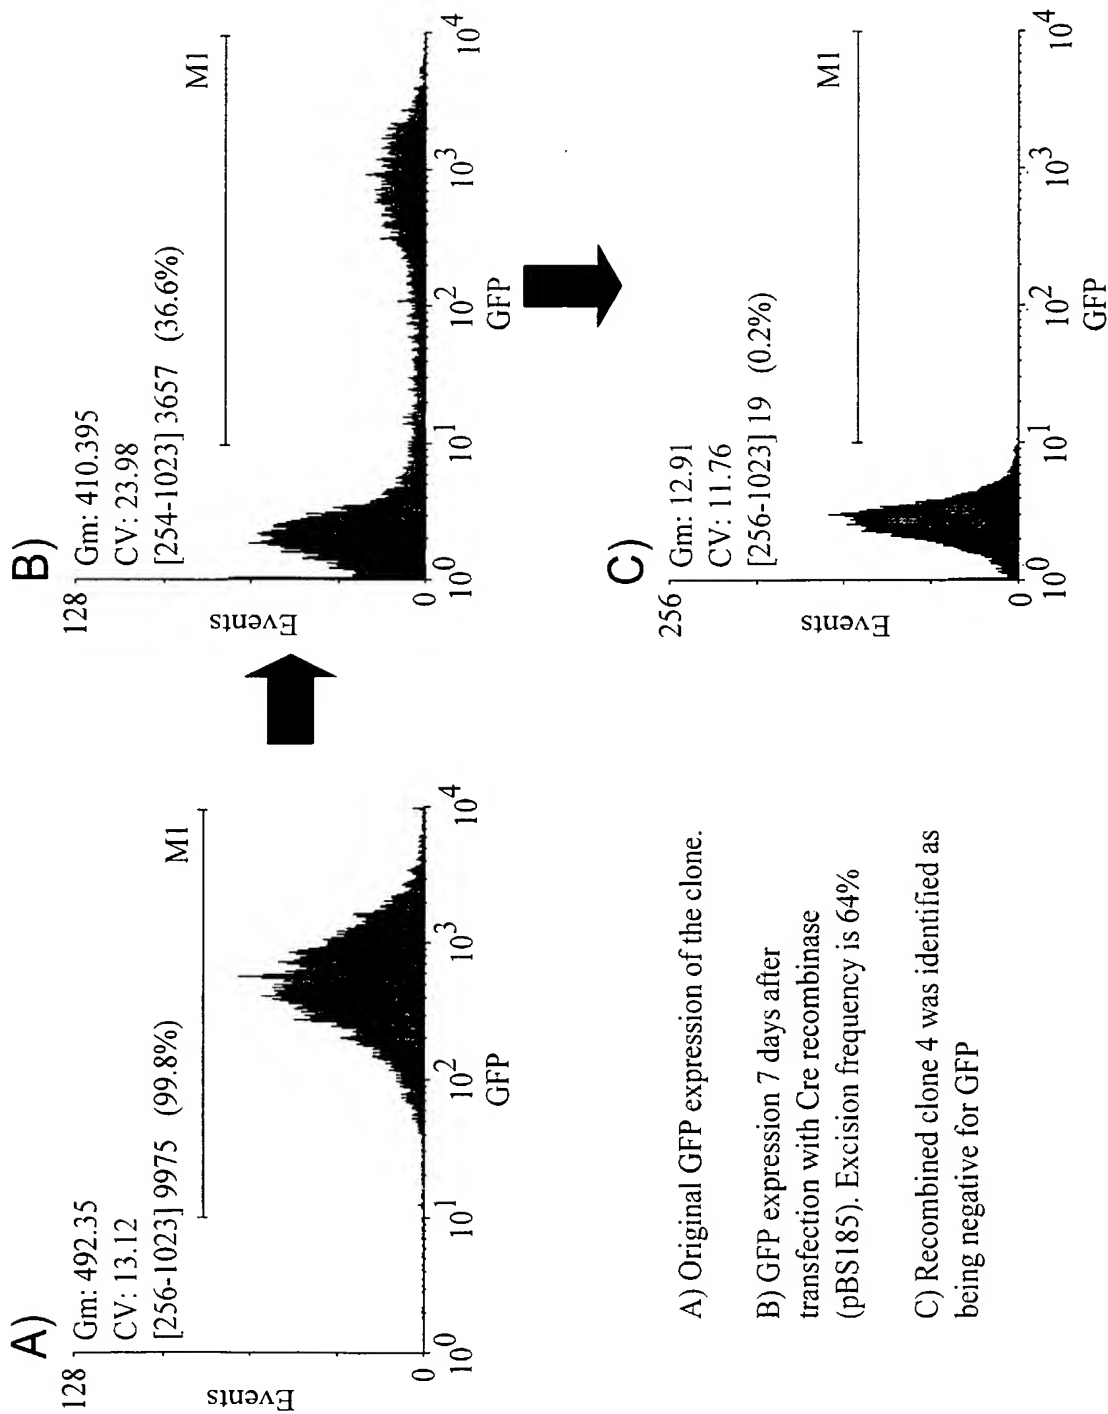 A)
128
Gm: 492.35
CV: 13.12
[256-1023] 9975 (99.8%)
M1
Events
0
10^0 10^1 10^2 10^3 10^4
GFP
B)
128
Gm: 410.395
CV: 23.98
[254-1023] 3657 (36.6%)
M1
Events
0
10^0 10^1 10^2 10^3 10^4
GFP
C)
256
Gm: 12.91
CV: 11.76
[256-1023] 19 (0.2%)
M1
Events
0
10^0 10^1 10^2 10^3 10^4
GFP
A) Original GFP expression of the clone.
B) GFP expression 7 days after
transfection with Cre recombinase
(pBS185). Excision frequency is 64%
C) Recombined clone 4 was identified as
being negative for GFP